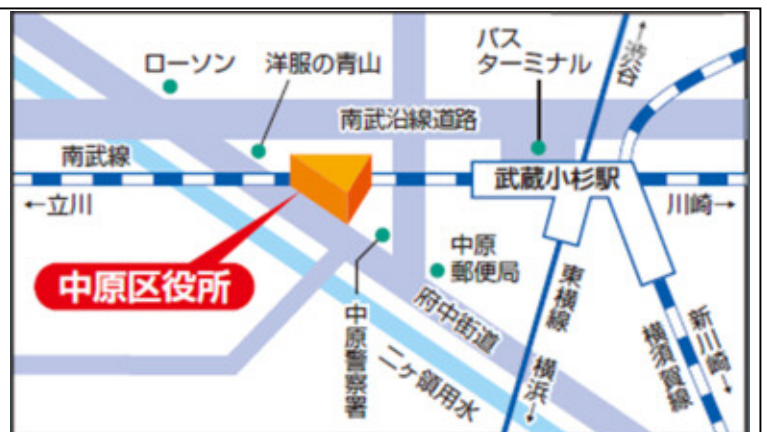 ローソン
洋服の青山
バス
ターミナル
←渋谷
南武沿線道路
南武線
武蔵小杉駅
←立川
川崎→
中原区役所
中原
郵便局
中原警察署
府中街道
二ヶ領用水
東横線
横浜→
横須賀線
新川崎→